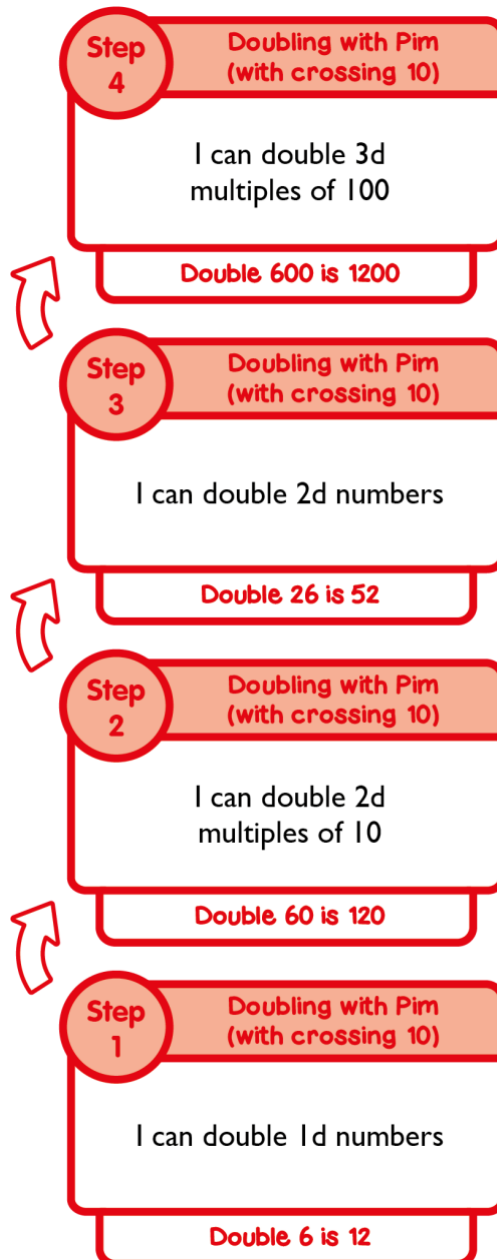 Step
4
Doubling with Pim
(with crossing 10)
I can double 3d
multiples of 100
Double 600 is 1200
Step
3
Doubling with Pim
(with crossing 10)
I can double 2d numbers
Double 26 is 52
Step
2
Doubling with Pim
(with crossing 10)
I can double 2d
multiples of 10
Double 60 is 120
Step
1
Doubling with Pim
(with crossing 10)
I can double 1d numbers
Double 6 is 12